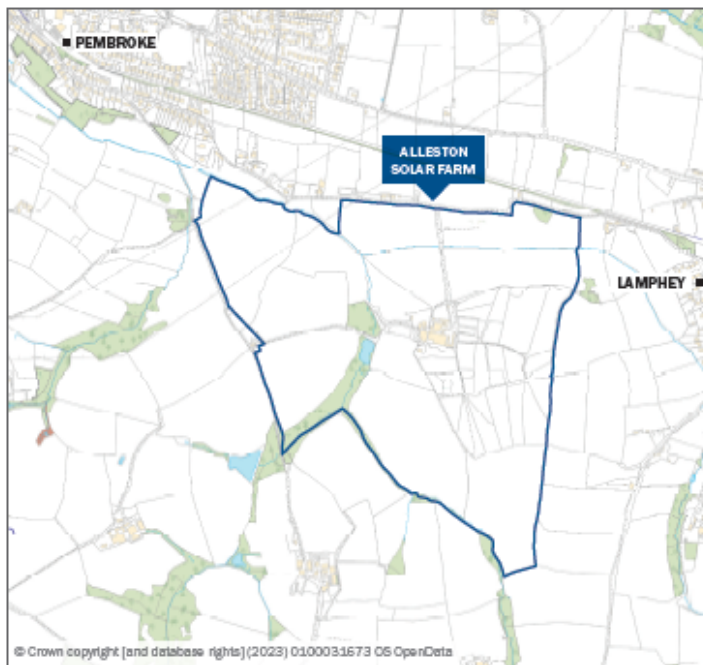 PEMBROKE
ALLESTON
SOLAR FARM
LAMPHEY
© Crown copyright [and database rights] (2023) 0100031673 OS OpenData